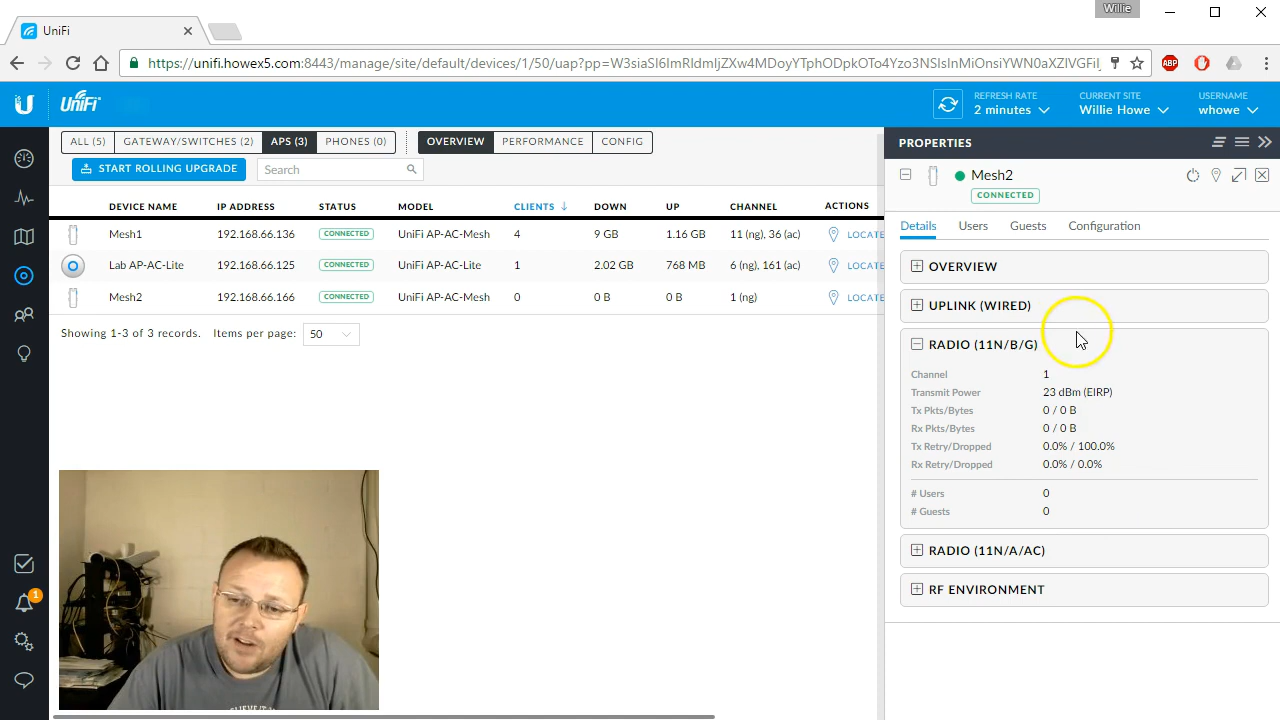 Willie
UniFi
https://unifi.howex5.com:8443/manage/site/default/devices/1/50/uap?pp=W3siaSI6ImRldmljZXw4MDoyYTphODpkOTo4Yzo3NSIsInMiOnsiYWN0aXZlVGFiI
ABP
UniFi
REFRESH RATE
2 minutes
CURRENT SITE
Willie Howe
USERNAME
whowe
ALL (5)
GATEWAY/SWITCHES (2)
APS (3)
PHONES (0)
OVERVIEW
PERFORMANCE
CONFIG
START ROLLING UPGRADE
Search
DEVICE NAME IP ADDRESS STATUS MODEL CLIENTS DOWN UP CHANNEL ACTIONS
Mesh1 192.168.66.136 CONNECTED UniFi AP-AC-Mesh 4 9 GB 1.16 GB 11 (ng), 36 (ac) LOCATE
Lab AP-AC-Lite 192.168.66.125 CONNECTED UniFi AP-AC-Lite 1 2.02 GB 768 MB 6 (ng), 161 (ac) LOCATE
Mesh2 192.168.66.166 CONNECTED UniFi AP-AC-Mesh 0 0 B 0 B 1 (ng) LOCATE
Showing 1-3 of 3 records. Items per page: 50
1
PROPERTIES
Mesh2
CONNECTED
Details Users Guests Configuration
OVERVIEW
UPLINK (WIRED)
RADIO (11N/B/G)
Channel 1
Transmit Power 23 dBm (EIRP)
Tx Pkts/Bytes 0 / 0 B
Rx Pkts/Bytes 0 / 0 B
Tx Retry/Dropped 0.0% / 100.0%
Rx Retry/Dropped 0.0% / 0.0%
# Users 0
# Guests 0
RADIO (11N/A/AC)
RF ENVIRONMENT